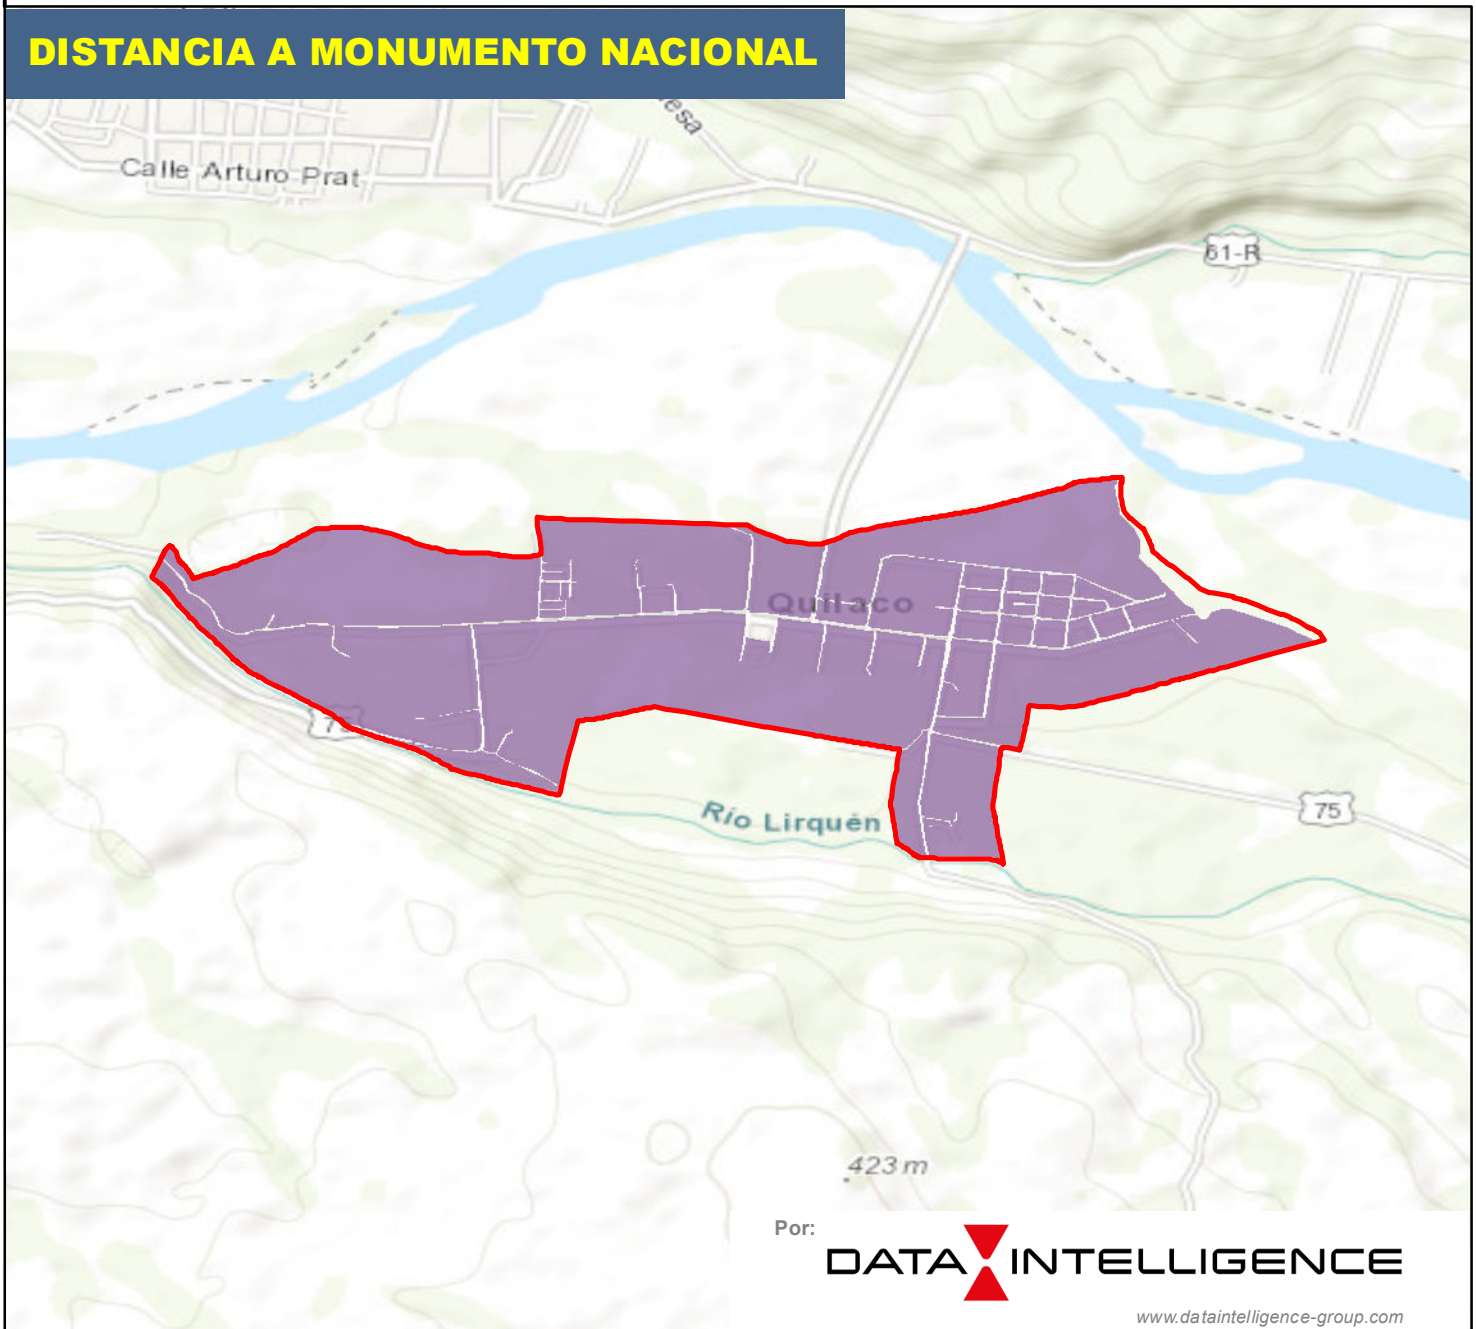 DISTANCIA A MONUMENTO NACIONAL
Calle Arturo Prat
61-R
Quilaco
75
Río Lirquén
75
423 m
Por:
DATA INTELLIGENCE
www.dataintelligence-group.com